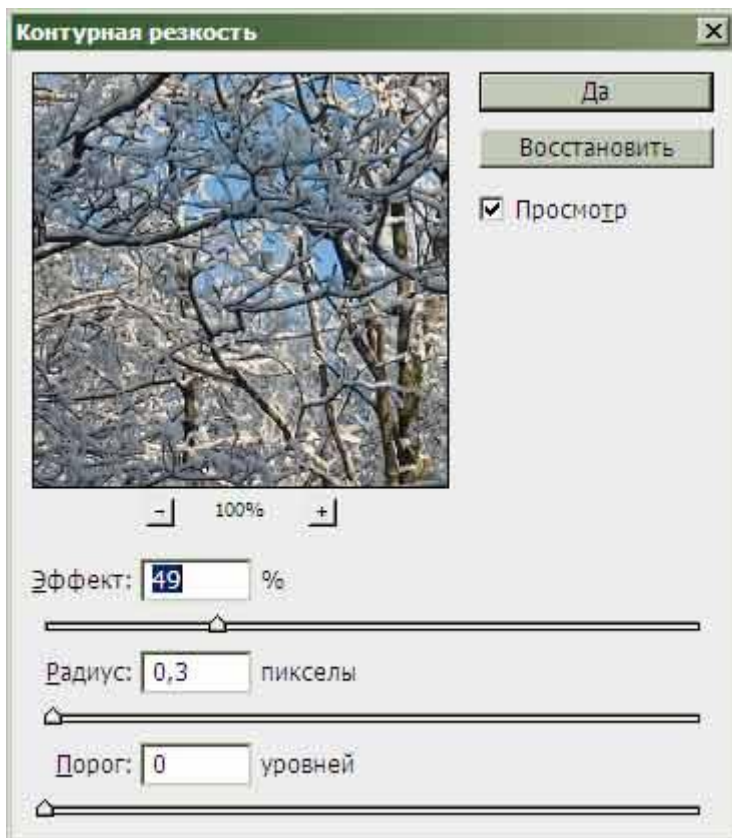 Контурная резкость
Да
Восстановить
Просмотр
100%
Эффект: 49 %
Радиус: 0,3 пикселы
Порог: 0 уровней